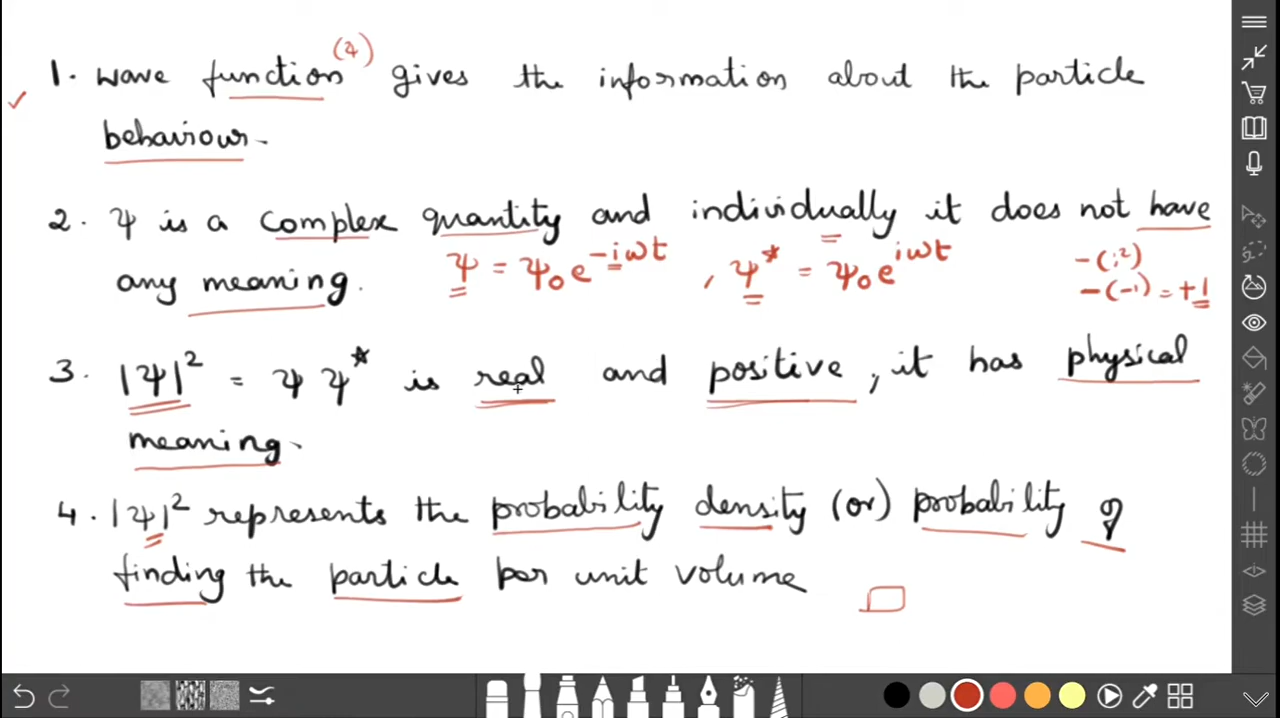 (ψ)
1. Wave function gives the information about the particle
behaviour.
2. ψ is a complex quantity and individually it does not have
any meaning.
ψ = ψ₀e^-iωt , ψ* = ψ₀e^iωt
-(i²)
-(-1) = +1
3. |ψ|² = ψ ψ* is real and positive, it has physical
meaning.
4. |ψ|² represents the probability density (or) probability of
finding the particle per unit volume